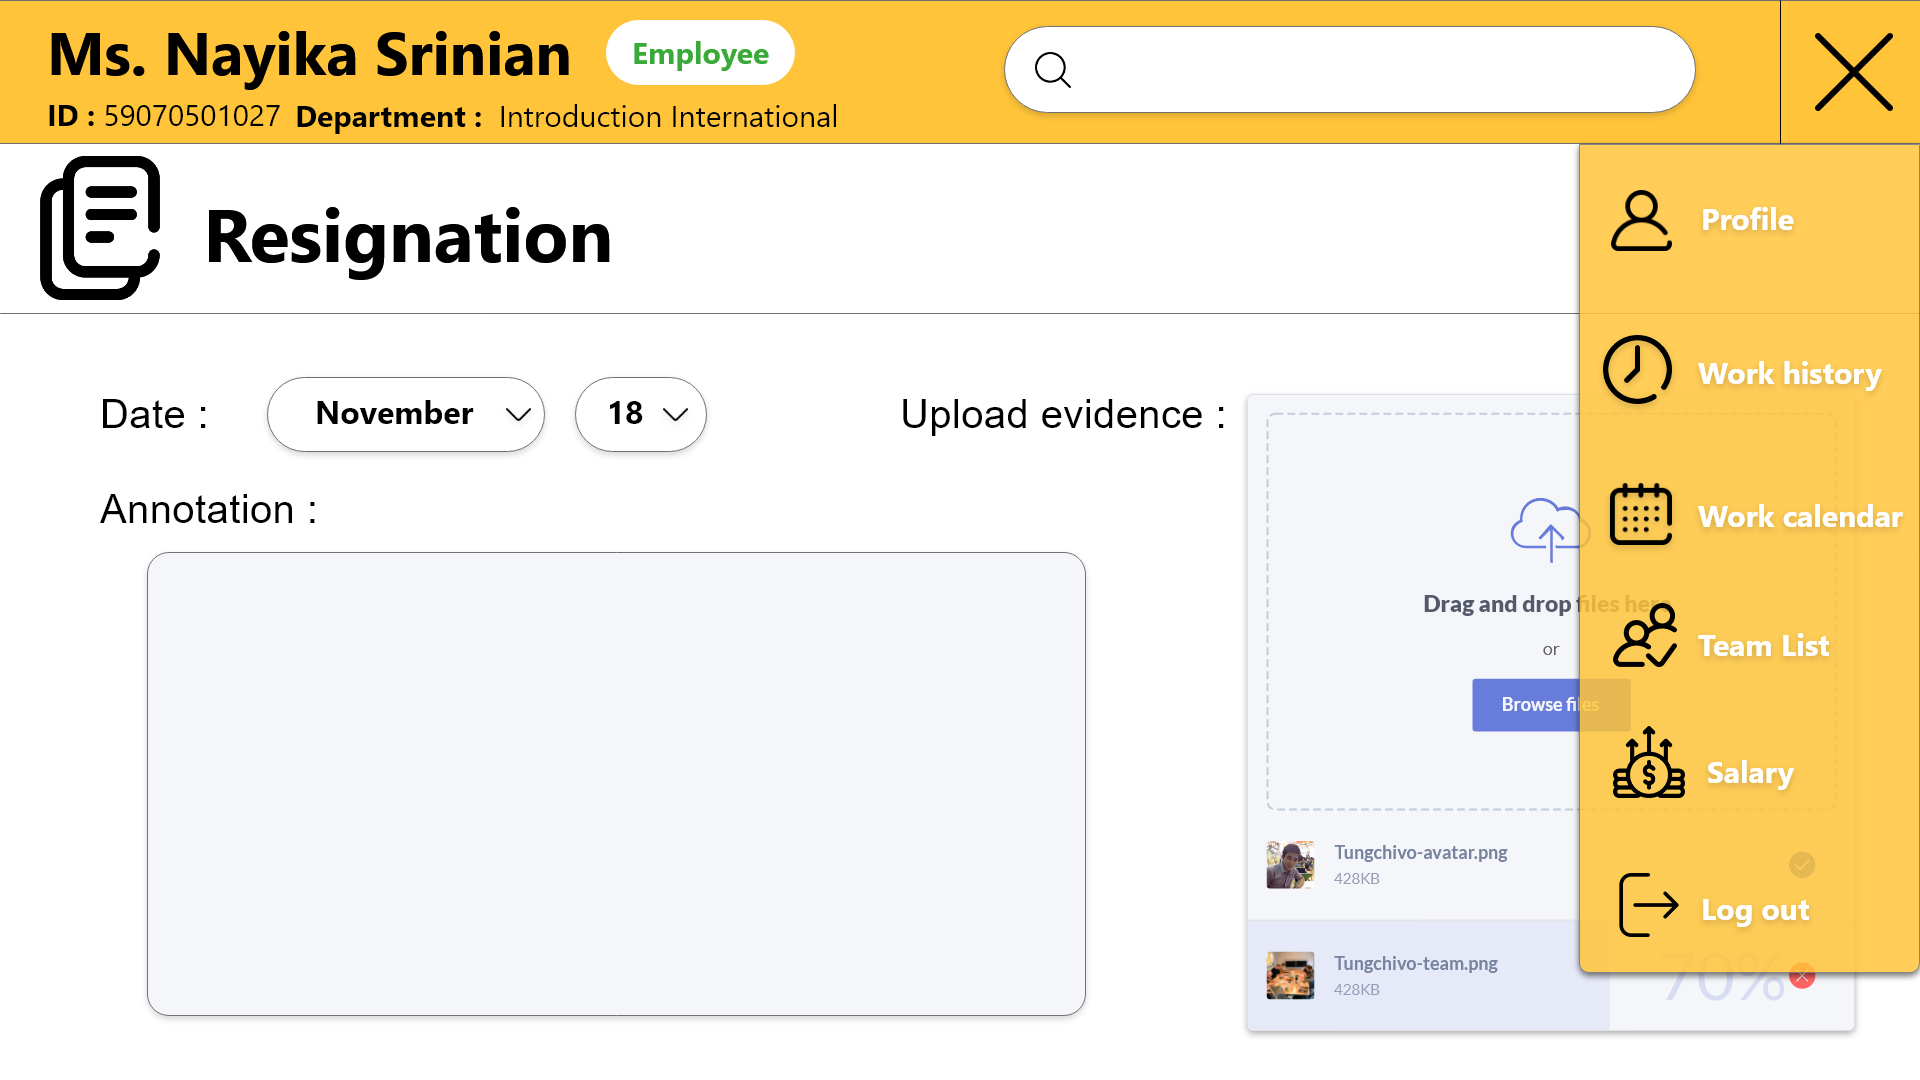 Ms. Nayika Srinian Employee
ID : 59070501027 Department : Introduction International
Resignation
Profile
Work history
Work calendar
Team List
Salary
Log out
Date : November 18
Annotation :
Upload evidence :
Drag and drop files here
or
Browse files
Tungchivo-avatar.png
428KB
Tungchivo-team.png
428KB
70%